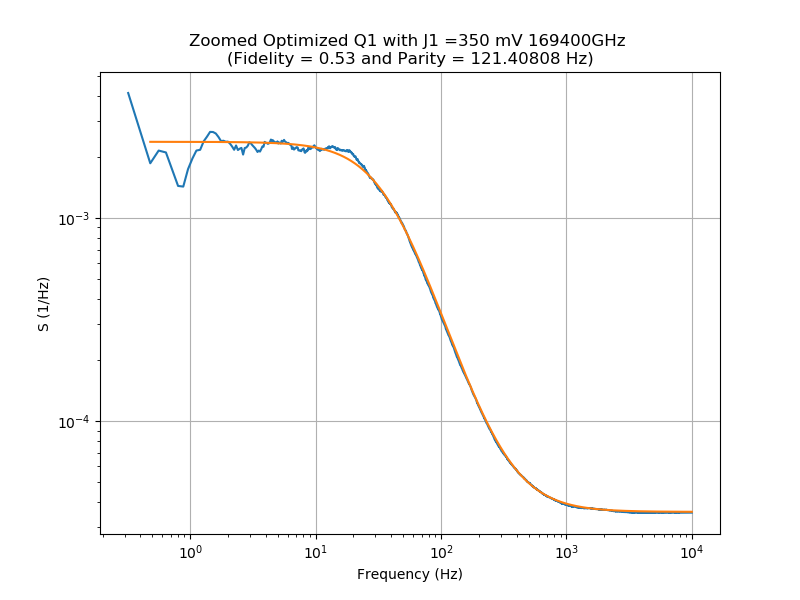 Zoomed Optimized Q1 with J1 =350 mV 169400GHz
(Fidelity = 0.53 and Parity = 121.40808 Hz)
S (1/Hz)
10⁻³
10⁻⁴
10⁰ 10¹ 10² 10³ 10⁴
Frequency (Hz)